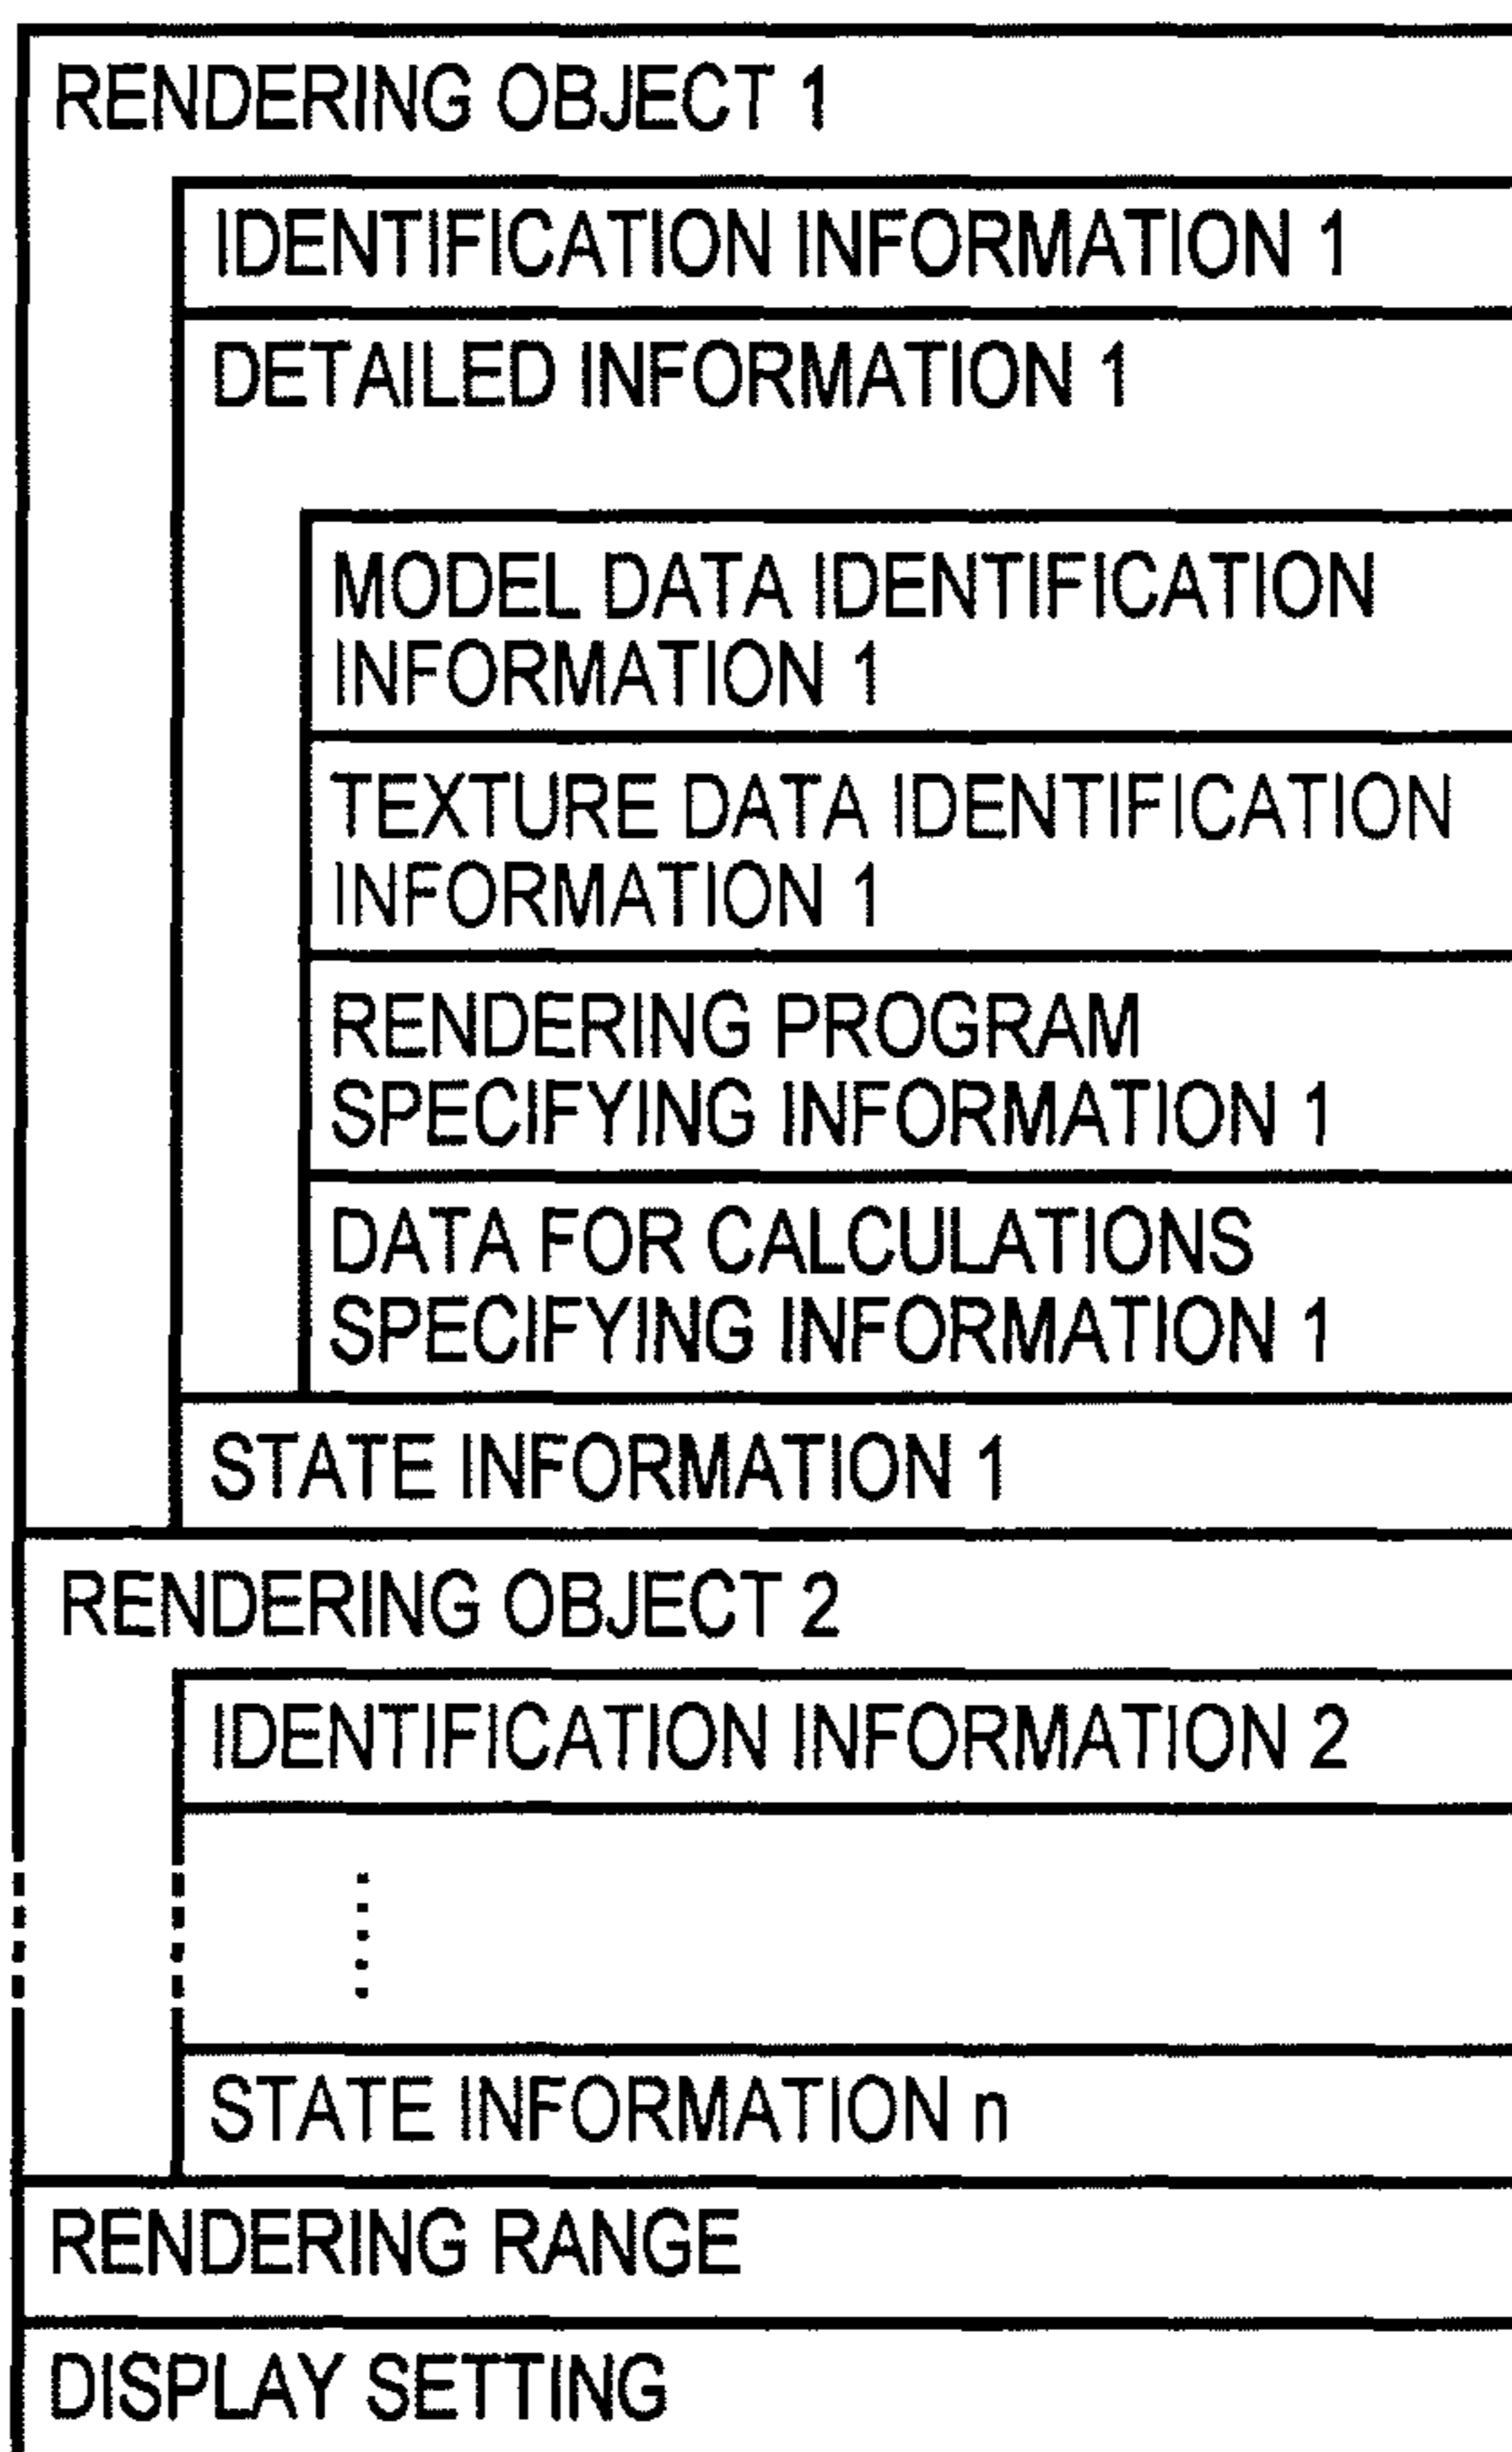 RENDERING OBJECT 1
IDENTIFICATION INFORMATION 1
DETAILED INFORMATION 1
MODEL DATA IDENTIFICATION
INFORMATION 1
TEXTURE DATA IDENTIFICATION
INFORMATION 1
RENDERING PROGRAM
SPECIFYING INFORMATION 1
DATA FOR CALCULATIONS
SPECIFYING INFORMATION 1
STATE INFORMATION 1
RENDERING OBJECT 2
IDENTIFICATION INFORMATION 2
STATE INFORMATION n
RENDERING RANGE
DISPLAY SETTING